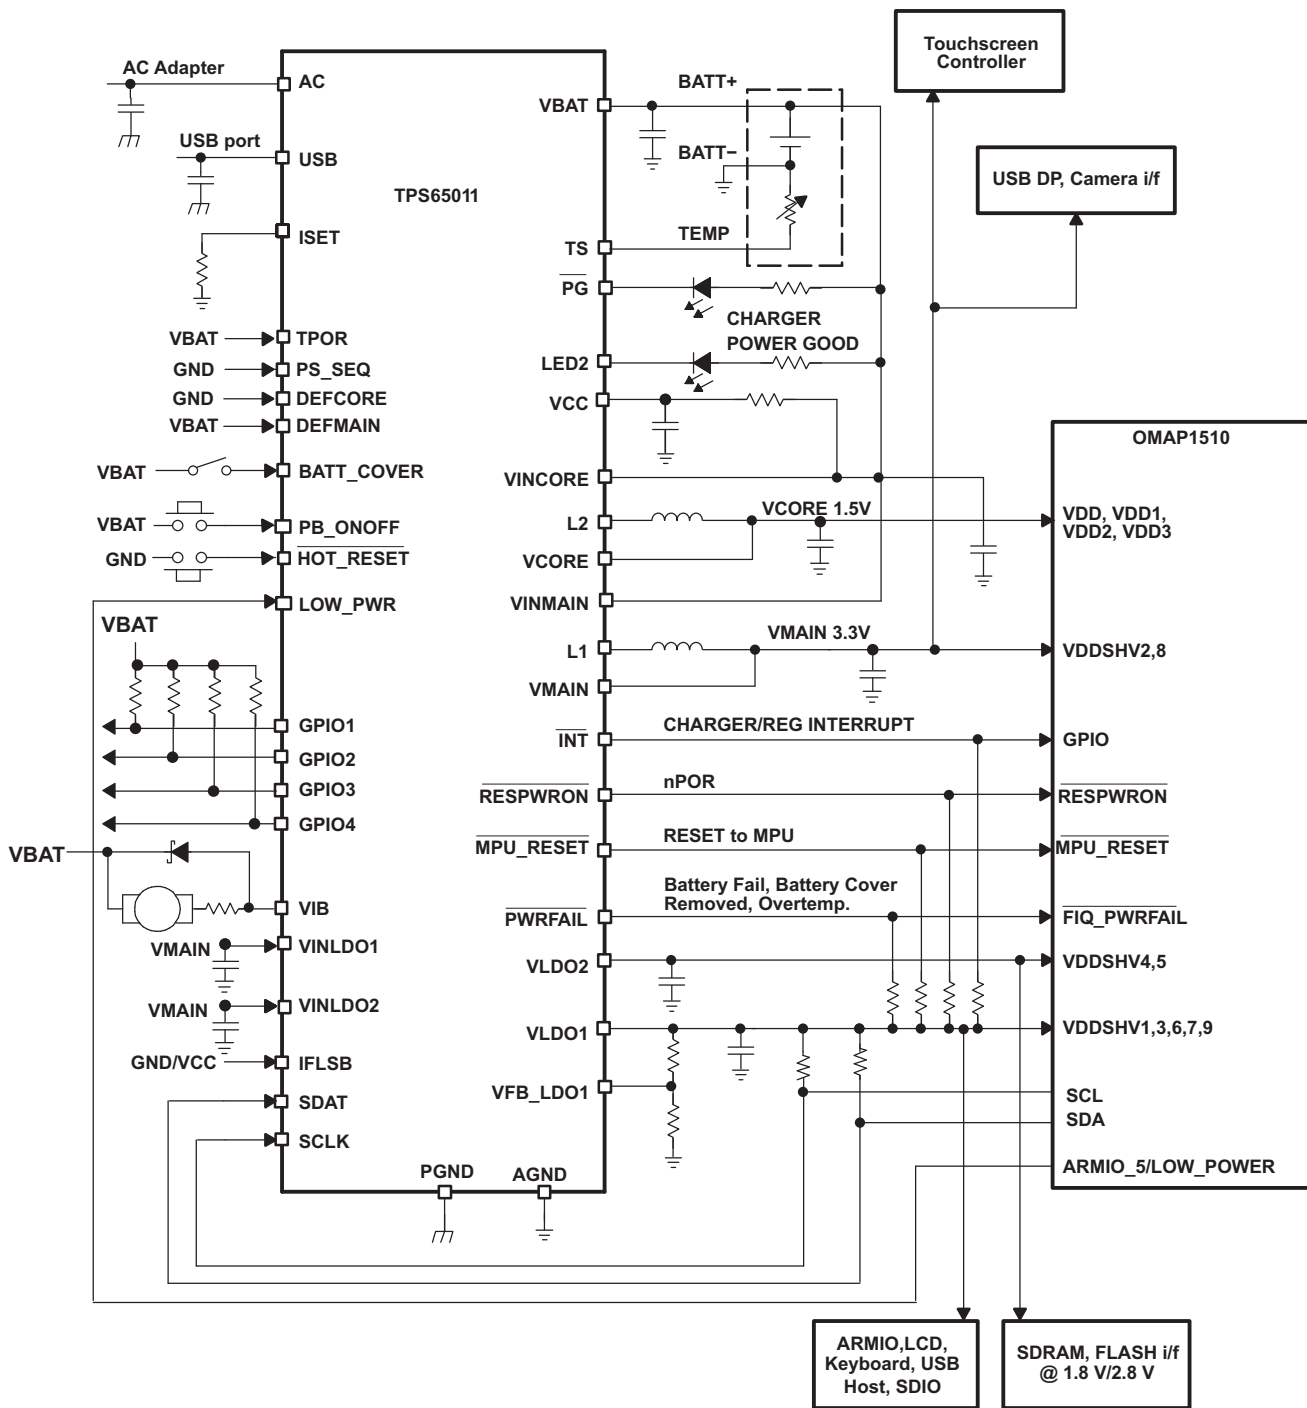 Touchscreen
Controller
AC Adapter
AC
BATT+
VBAT
USB port
USB
BATT−
USB DP, Camera i/f
TPS65011
ISET
TEMP
TS
PG
CHARGER
POWER GOOD
VBAT
TPOR
LED2
GND
PS_SEQ
GND
DEFCORE
VCC
VBAT
DEFMAIN
OMAP1510
VBAT
BATT_COVER
VINCORE
VCORE 1.5V
L2
VDD, VDD1,
VDD2, VDD3
VBAT
PB_ONOFF
GND
HOT_RESET
VCORE
LOW_PWR
VINMAIN
VBAT
VMAIN 3.3V
L1
VDDSHV2,8
VMAIN
GPIO1
CHARGER/REG INTERRUPT
INT
GPIO
GPIO2
nPOR
GPIO3
RESPWRON
RESPWRON
GPIO4
RESET to MPU
VBAT
MPU_RESET
MPU_RESET
Battery Fail, Battery Cover
Removed, Overtemp.
VIB
PWRFAIL
FIQ_PWRFAIL
VMAIN
VINLDO1
VLDO2
VDDSHV4,5
VMAIN
VINLDO2
VLDO1
VDDSHV1,3,6,7,9
GND/VCC
IFLSB
VFB_LDO1
SCL
SDAT
SDA
SCLK
ARMIO_5/LOW_POWER
PGND
AGND
ARMIO,LCD,
Keyboard, USB
Host, SDIO
SDRAM, FLASH i/f
@ 1.8 V/2.8 V